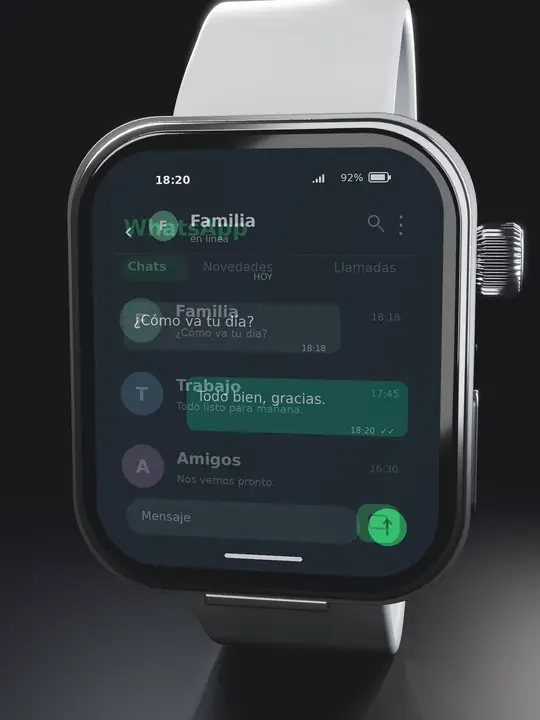 18:20
92%
WhatsApp
F
Familia
en línea
Chats
Novedades
Llamadas
HOY
Familia
¿Cómo va tu día?
¿Cómo va tu día?
18:18
18:18
T
Trabajo
17:45
Todo bien, gracias.
Todo listo para mañana.
18:20 ✓✓
A
Amigos
16:30
Nos vemos pronto.
Mensaje